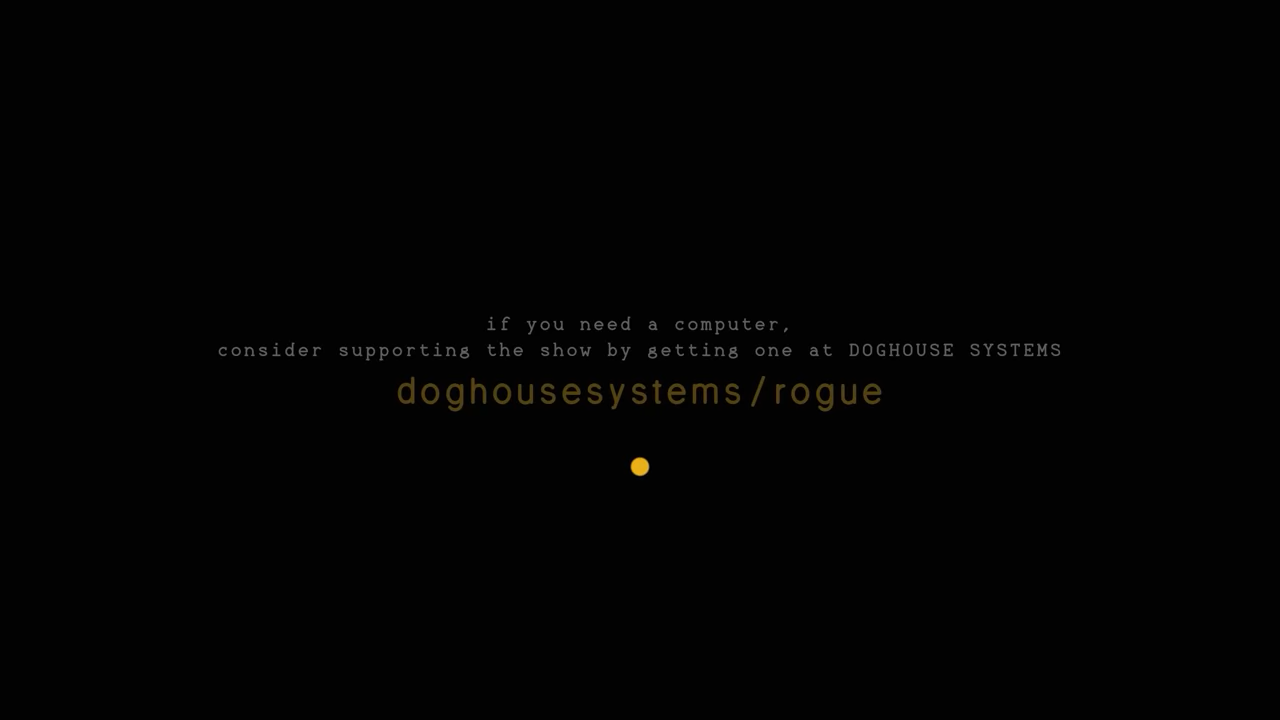 if you need a computer,
consider supporting the show by getting one at DOGHOUSE SYSTEMS
doghousesystems/rogue